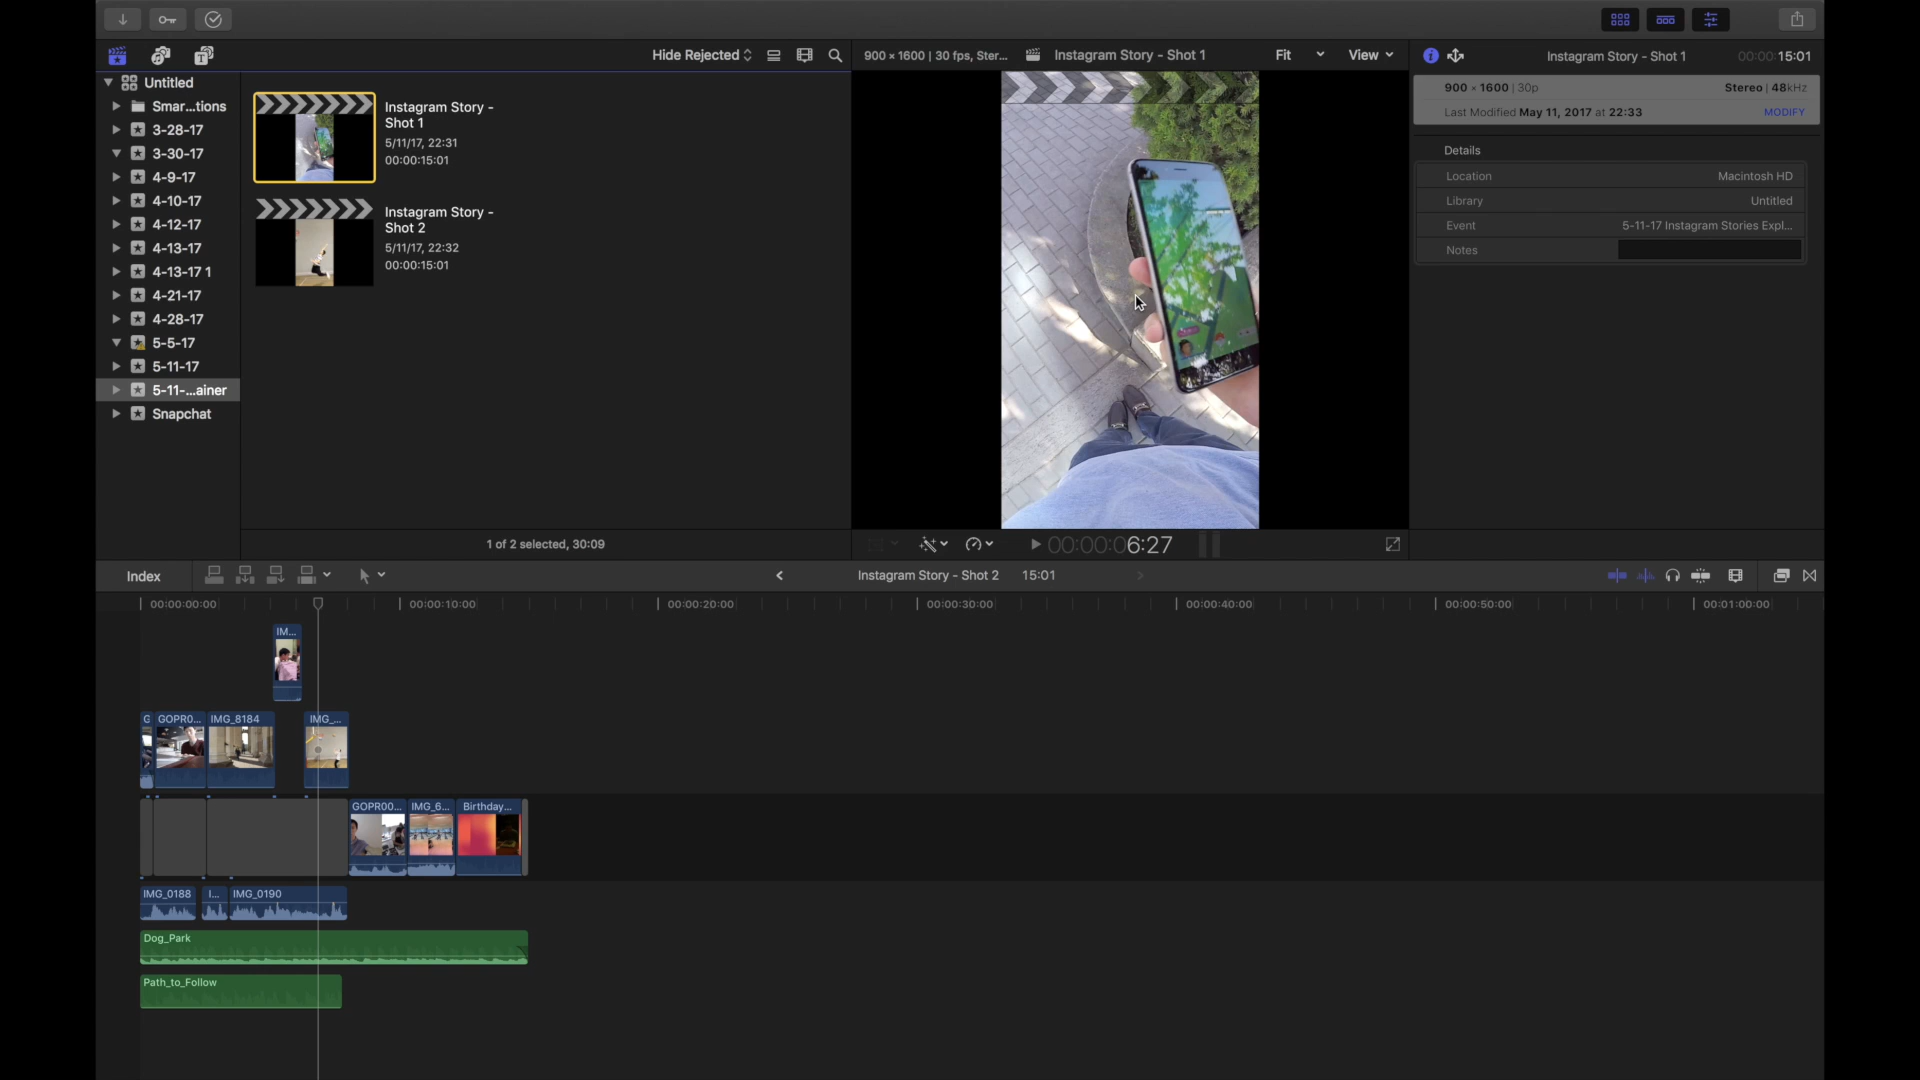 Hide Rejected
900 × 1600 | 30 fps, Ster...
Instagram Story - Shot 1
Fit
View
Instagram Story - Shot 1
00:00:15:01
Untitled
Smar...tions
3-28-17
3-30-17
4-9-17
4-10-17
4-12-17
4-13-17
4-13-17 1
4-21-17
4-28-17
5-5-17
5-11-17
5-11-...ainer
Snapchat
Instagram Story -
Shot 1
5/11/17, 22:31
00:00:15:01
Instagram Story -
Shot 2
5/11/17, 22:32
00:00:15:01
1 of 2 selected, 30:09
00:00:06:27
900 × 1600 | 30p
Stereo | 48kHz
Last Modified May 11, 2017 at 22:33
MODIFY
Details
Location
Macintosh HD
Library
Untitled
Event
5-11-17 Instagram Stories Expl...
Notes
Index
Instagram Story - Shot 2
15:01
00:00:00:00
00:00:10:00
00:00:20:00
00:00:30:00
00:00:40:00
00:00:50:00
00:01:00:00
IM...
G
GOPR0...
IMG_8184
IMG_...
GOPR00...
IMG_6...
Birthday...
IMG_0188
I...
IMG_0190
Dog_Park
Path_to_Follow